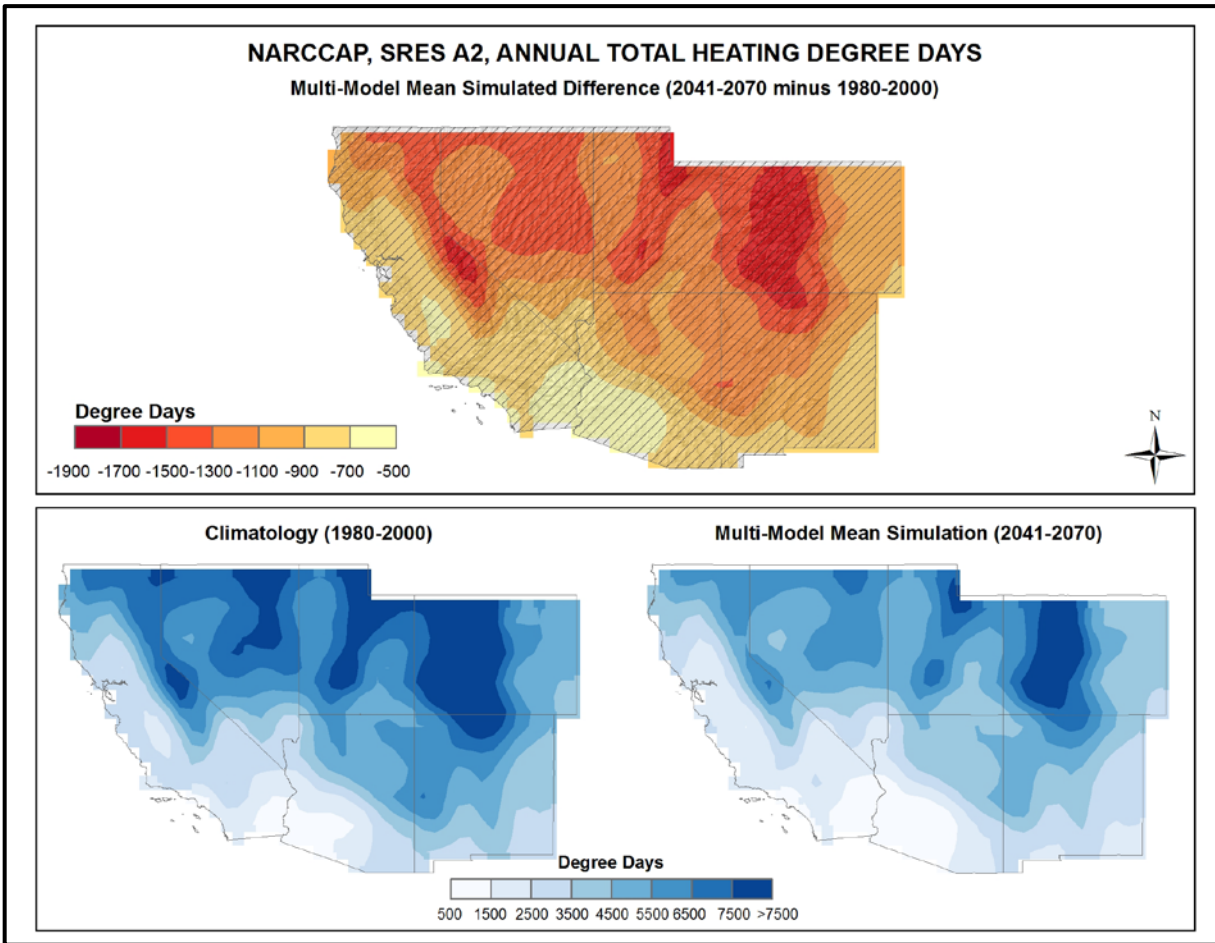 NARCCAP, SRES A2, ANNUAL TOTAL HEATING DEGREE DAYS
Multi-Model Mean Simulated Difference (2041-2070 minus 1980-2000)
Degree Days
-1900 -1700 -1500 -1300 -1100 -900 -700 -500
N
Climatology (1980-2000)
Multi-Model Mean Simulation (2041-2070)
Degree Days
500 1500 2500 3500 4500 5500 6500 7500 >7500